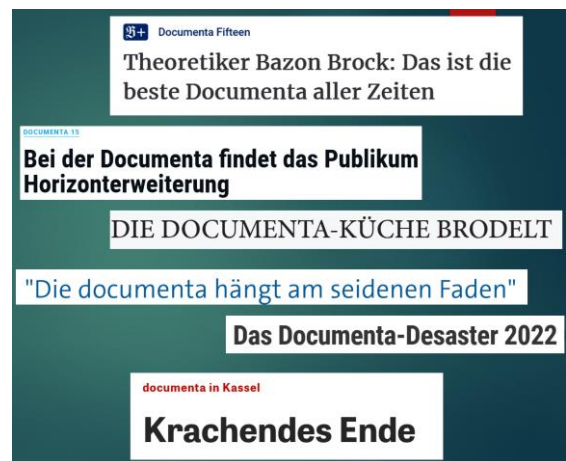 B+ Documenta Fifteen
Theoretiker Bazon Brock: Das ist die
beste Documenta aller Zeiten
DOCUMENTA 15
Bei der Documenta findet das Publikum
Horizonterweiterung
DIE DOCUMENTA-KÜCHE BRODELT
"Die documenta hängt am seidenen Faden"
Das Documenta-Desaster 2022
documenta in Kassel
Krachendes Ende